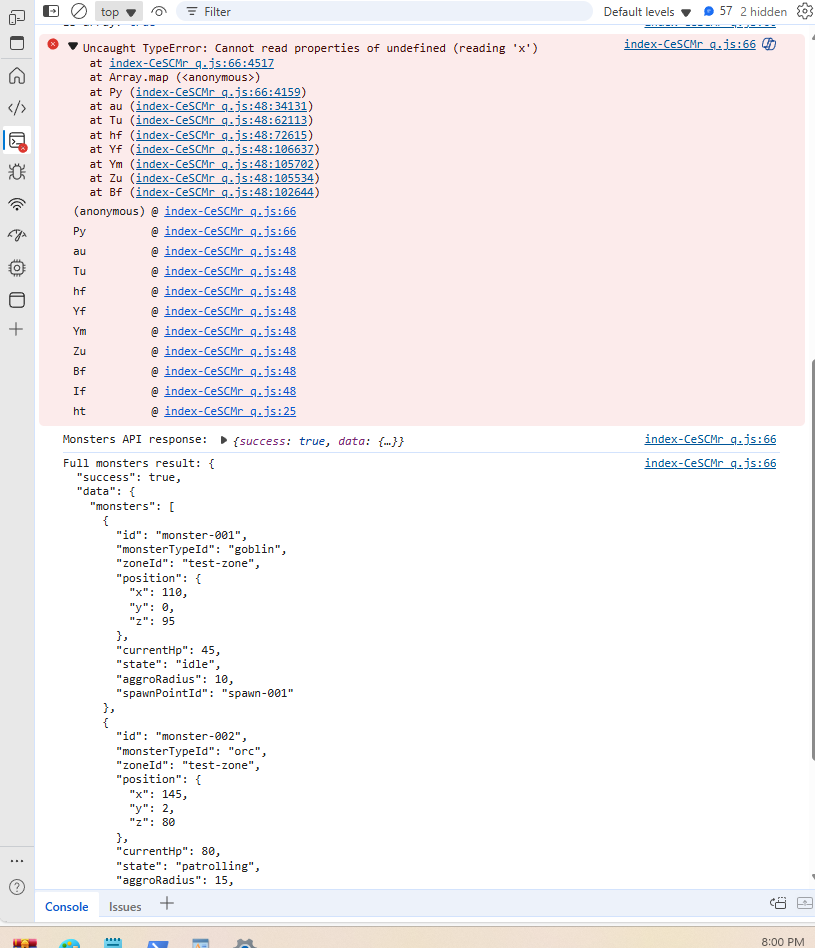 top
Filter
Default levels
57
2 hidden
Uncaught TypeError: Cannot read properties of undefined (reading 'x') index-CeSCMr_q.js:66
at index-CeSCMr_q.js:66:4517
at Array.map (<anonymous>)
at Py (index-CeSCMr_q.js:66:4159)
at au (index-CeSCMr_q.js:48:34131)
at Tu (index-CeSCMr_q.js:48:62113)
at hf (index-CeSCMr_q.js:48:72615)
at Yf (index-CeSCMr_q.js:48:106637)
at Ym (index-CeSCMr_q.js:48:105702)
at Zu (index-CeSCMr_q.js:48:105534)
at Bf (index-CeSCMr_q.js:48:102644)
(anonymous) @ index-CeSCMr_q.js:66
Py @ index-CeSCMr_q.js:66
au @ index-CeSCMr_q.js:48
Tu @ index-CeSCMr_q.js:48
hf @ index-CeSCMr_q.js:48
Yf @ index-CeSCMr_q.js:48
Ym @ index-CeSCMr_q.js:48
Zu @ index-CeSCMr_q.js:48
Bf @ index-CeSCMr_q.js:48
If @ index-CeSCMr_q.js:48
ht @ index-CeSCMr_q.js:25
Monsters API response: {success: true, data: {…}} index-CeSCMr_q.js:66
Full monsters result: { index-CeSCMr_q.js:66
"success": true,
"data": {
"monsters": [
{
"id": "monster-001",
"monsterTypeId": "goblin",
"zoneId": "test-zone",
"position": {
"x": 110,
"y": 0,
"z": 95
},
"currentHp": 45,
"state": "idle",
"aggroRadius": 10,
"spawnPointId": "spawn-001"
},
{
"id": "monster-002",
"monsterTypeId": "orc",
"zoneId": "test-zone",
"position": {
"x": 145,
"y": 2,
"z": 80
},
"currentHp": 80,
"state": "patrolling",
"aggroRadius": 15,
Console
Issues
8:00 PM